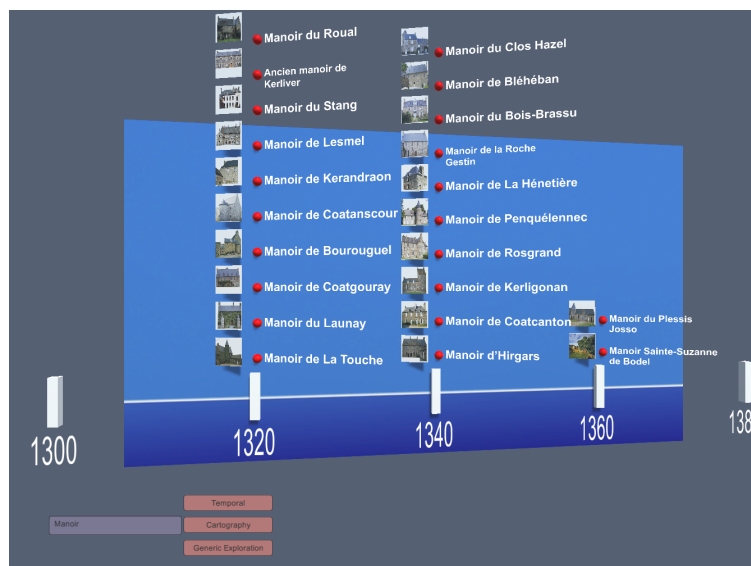 Manoir du Roual
Ancien manoir de
Kerliver
Manoir du Stang
Manoir de Lesmel
Manoir de Kerandraon
Manoir de Coatanscour
Manoir de Bourouguel
Manoir de Coatgouray
Manoir du Launay
Manoir de La Touche
Manoir du Clos Hazel
Manoir de Bléhéban
Manoir du Bois-Brassu
Manoir de la Roche
Gestin
Manoir de La Hénetière
Manoir de Penquélennec
Manoir de Rosgrand
Manoir de Kerligonan
Manoir de Coatcanton
Manoir d'Hirgars
Manoir du Plessis
Josso
Manoir Sainte-Suzanne
de Bodel
1300
1320
1340
1360
138
Temporal
Manoir
Cartography
Generic Exploration